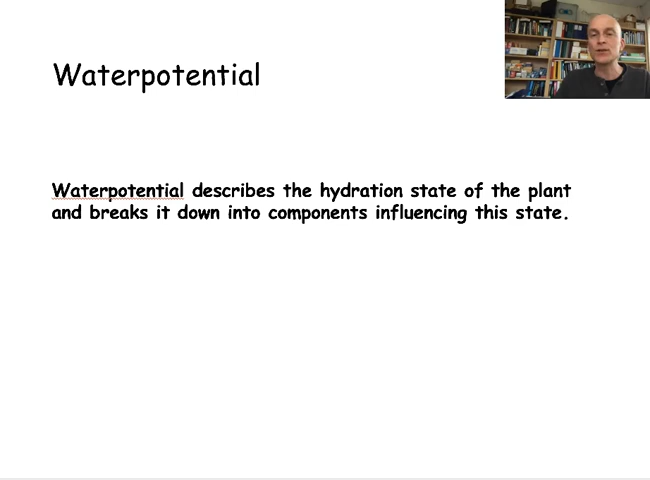 Waterpotential
Waterpotential describes the hydration state of the plant
and breaks it down into components influencing this state.